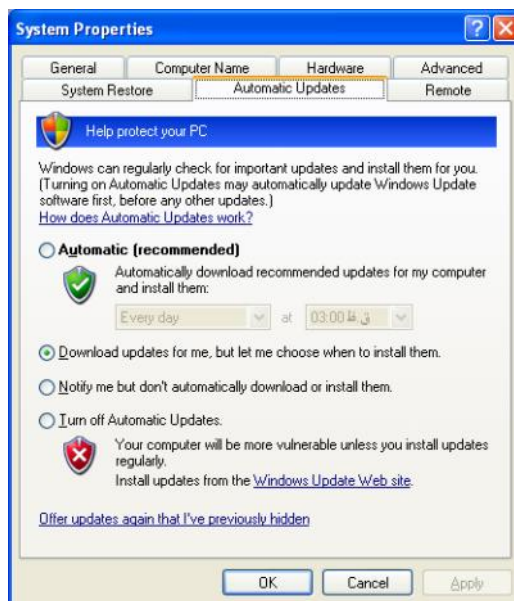 System Properties
General Computer Name Hardware Advanced
System Restore Automatic Updates Remote
Help protect your PC
Windows can regularly check for important updates and install them for you.
(Turning on Automatic Updates may automatically update Windows Update
software first, before any other updates.)
How does Automatic Updates work?
Automatic (recommended)
Automatically download recommended updates for my computer
and install them:
Every day at 03:00 ق.ظ
Download updates for me, but let me choose when to install them.
Notify me but don't automatically download or install them.
Turn off Automatic Updates.
Your computer will be more vulnerable unless you install updates
regularly.
Install updates from the Windows Update Web site.
Offer updates again that I've previously hidden
OK Cancel Apply